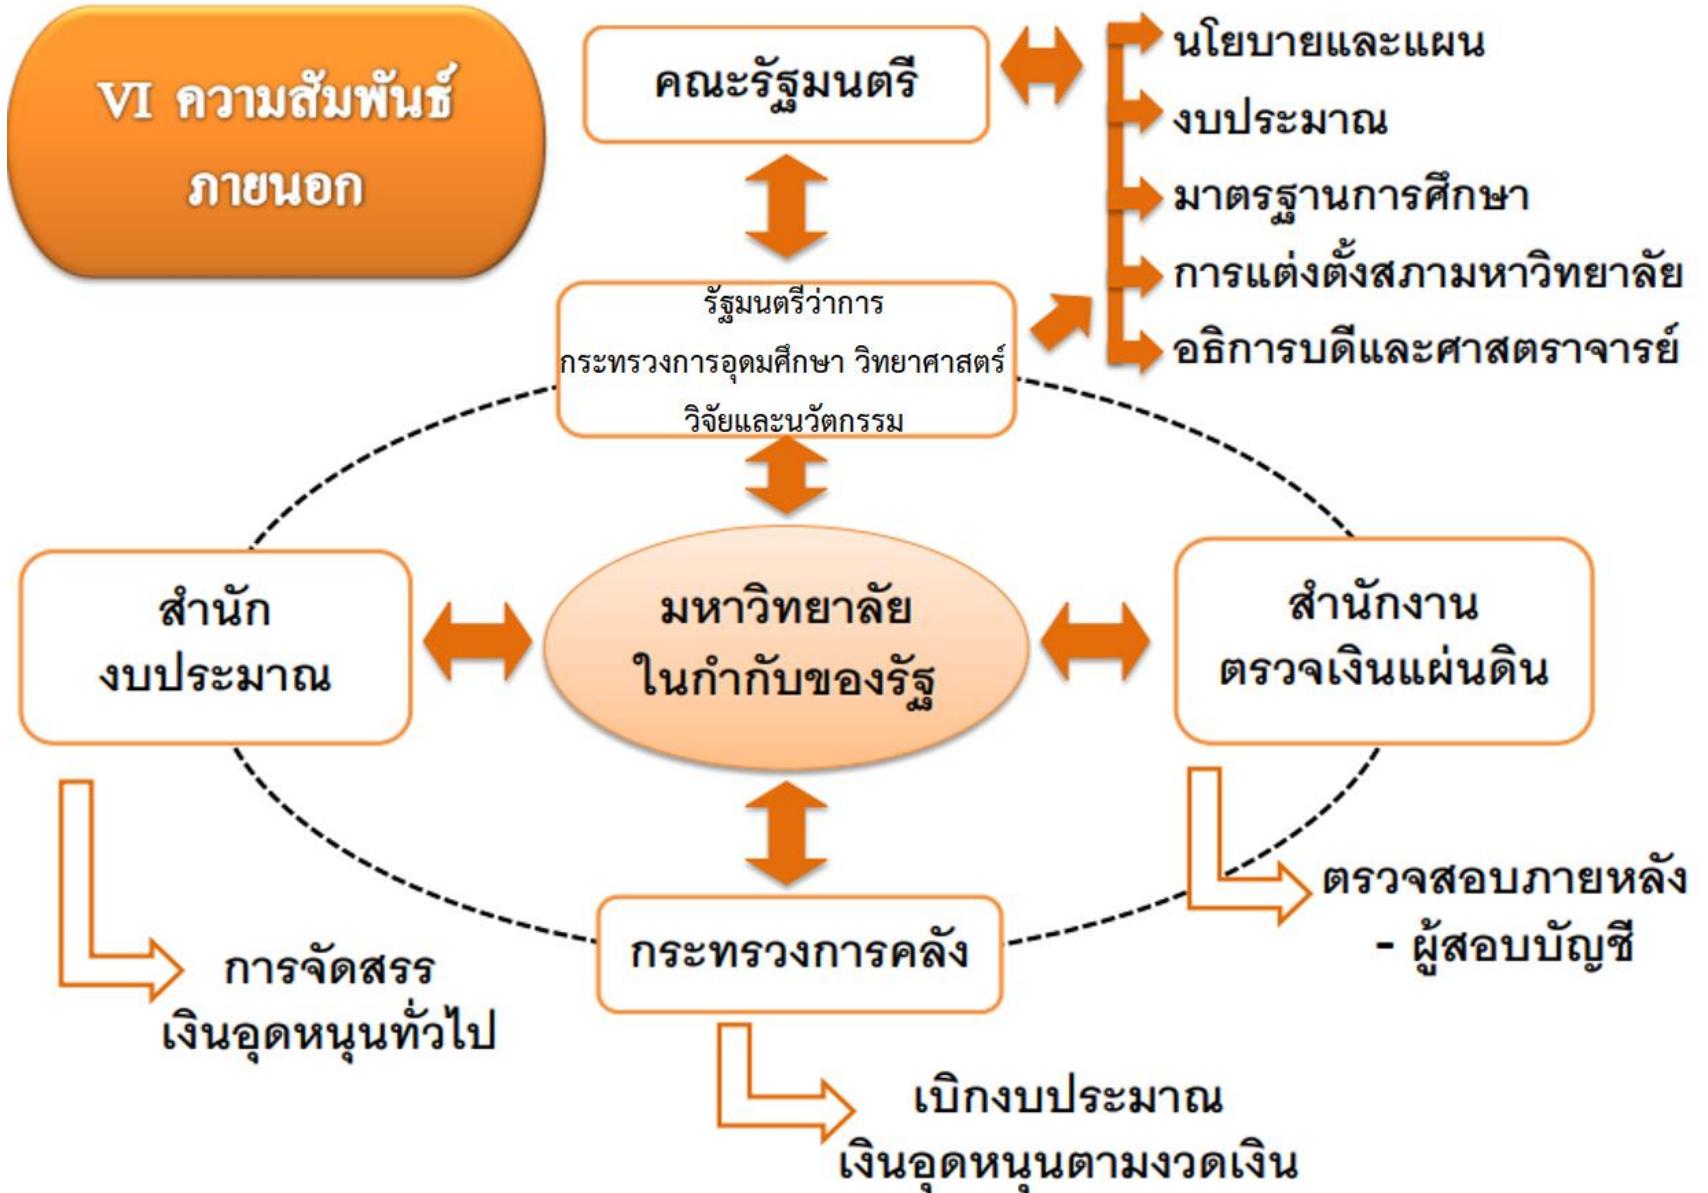 VI ความสัมพันธ์
ภายนอก
คณะรัฐมนตรี
นโยบายและแผน
งบประมาณ
มาตรฐานการศึกษา
การแต่งตั้งสภามหาวิทยาลัย
อธิการบดีและศาสตราจารย์
รัฐมนตรีว่าการ
กระทรวงการอุดมศึกษา วิทยาศาสตร์
วิจัยและนวัตกรรม
สำนัก
งบประมาณ
มหาวิทยาลัย
ในกำกับของรัฐ
สำนักงาน
ตรวจเงินแผ่นดิน
กระทรวงการคลัง
ตรวจสอบภายหลัง
- ผู้สอบบัญชี
การจัดสรร
เงินอุดหนุนทั่วไป
เบิกงบประมาณ
เงินอุดหนุนตามงวดเงิน